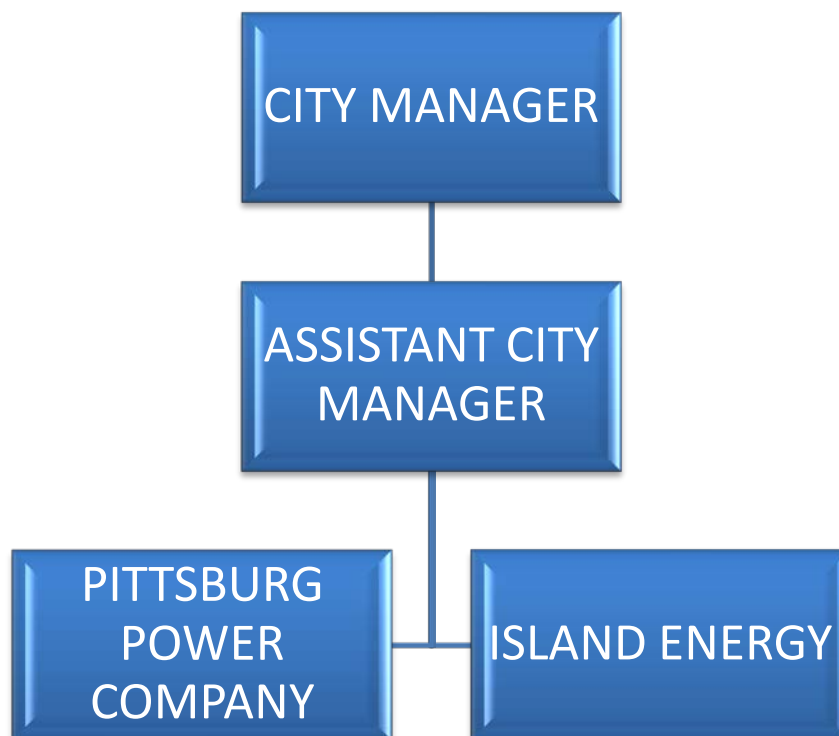 CITY MANAGER
ASSISTANT CITY
MANAGER
PITTSBURG
POWER
COMPANY
ISLAND ENERGY